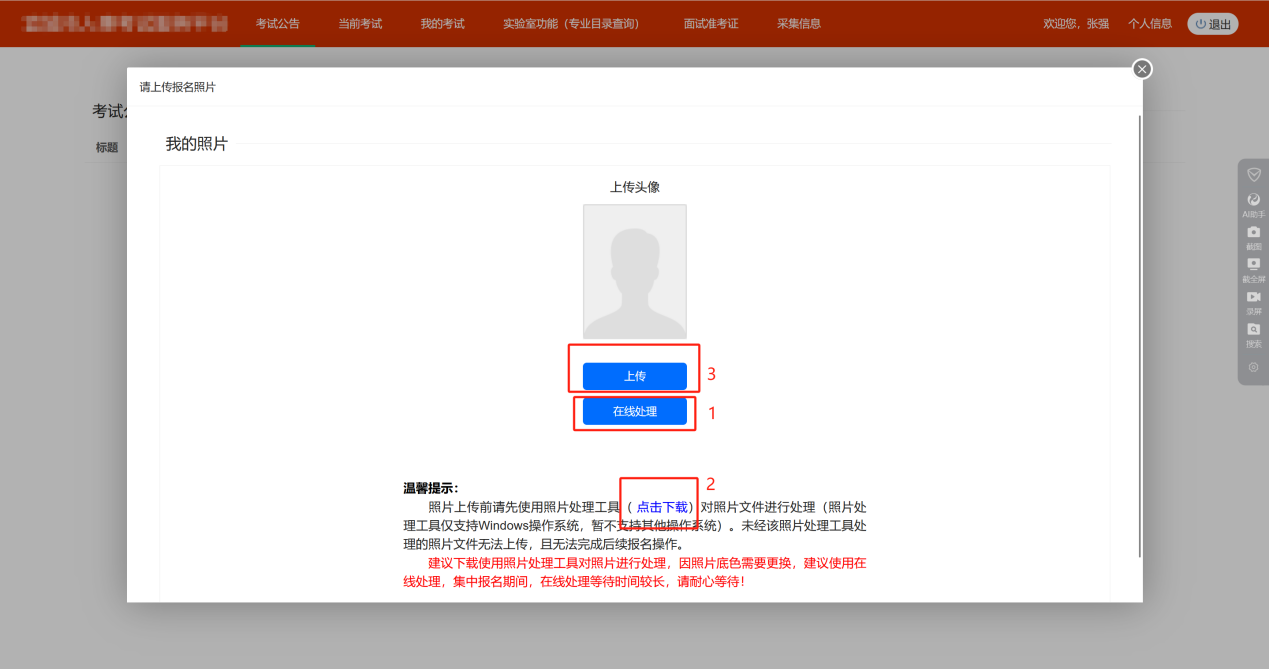 考试公告 当前考试 我的考试 实验室功能（专业目录查询） 面试准考证 采集信息 欢迎您，张强 个人信息 退出
请上传报名照片
考试
标题
我的照片
上传头像
上传
3
在线处理
1
2
温馨提示：
照片上传前请先使用照片处理工具（点击下载）对照片文件进行处理（照片处
理工具仅支持Windows操作系统，暂不支持其他操作系统）。未经该照片处理工具处
理的照片文件无法上传，且无法完成后续报名操作。
建议下载使用照片处理工具对照片进行处理，因照片底色需要更换，建议使用在
线处理，集中报名期间，在线处理等待时间较长，请耐心等待！
AI助手
截图
截全屏
录屏
搜索